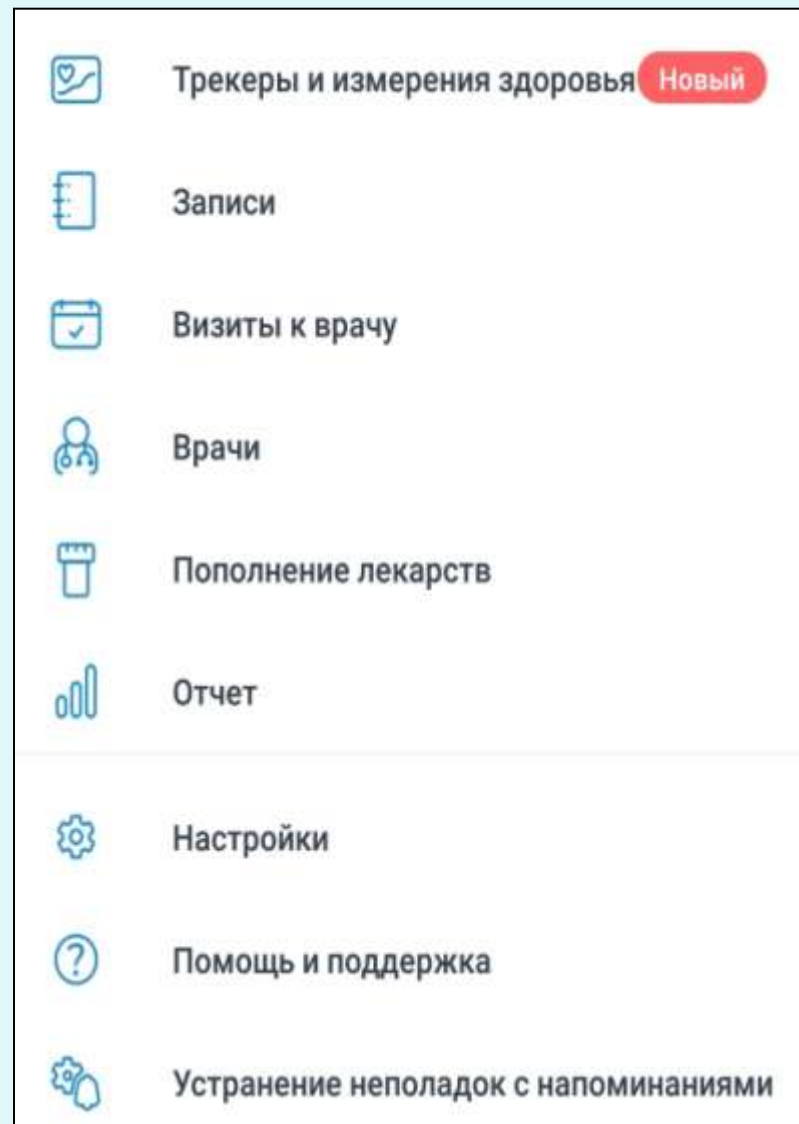 Трекеры и измерения здоровья Новый
Записи
Визиты к врачу
Врачи
Пополнение лекарств
Отчет
Настройки
Помощь и поддержка
Устранение неполадок с напоминаниями